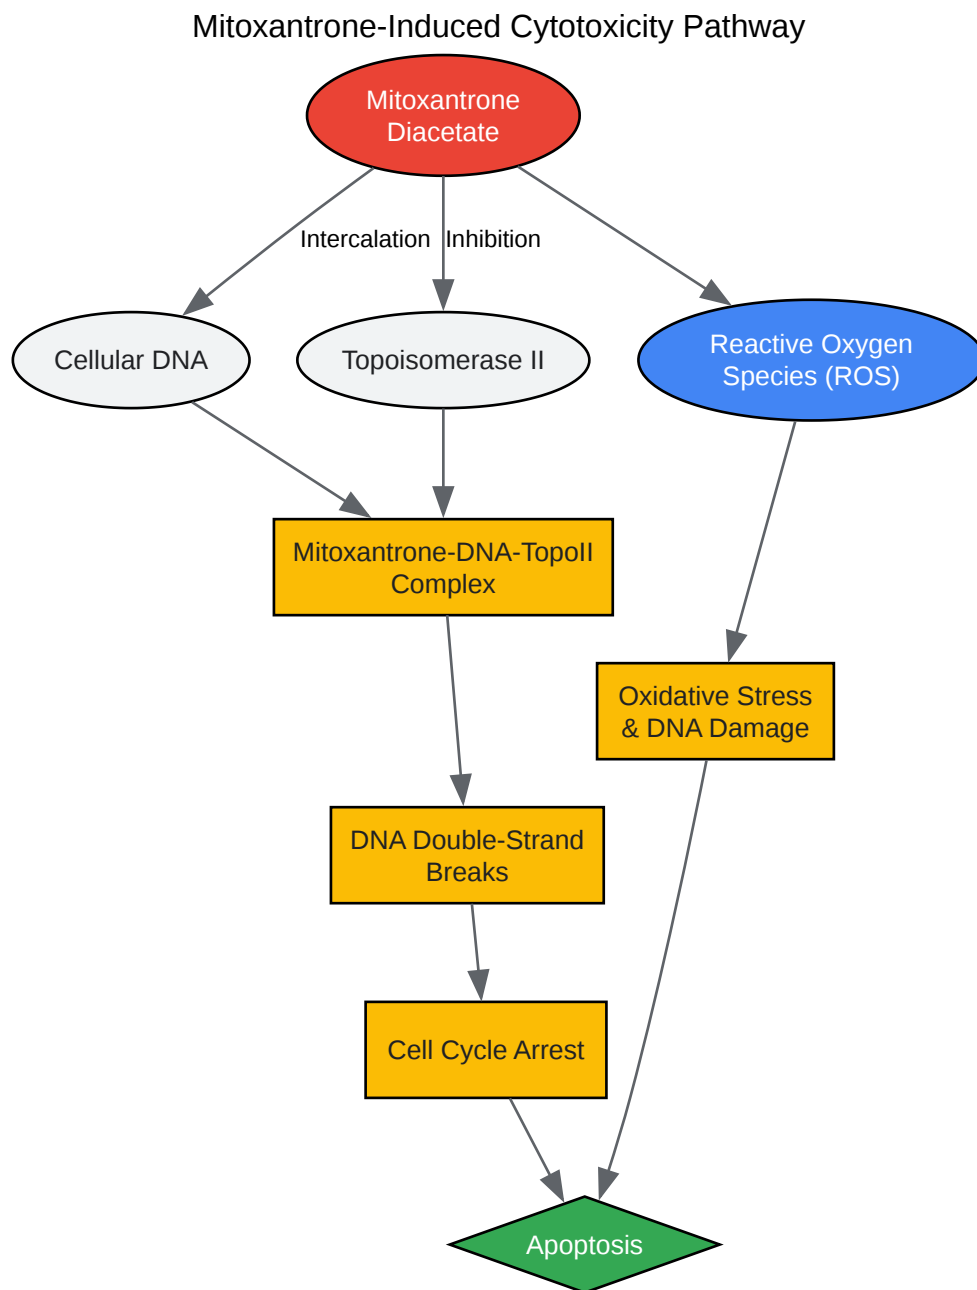 Mitoxantrone-Induced Cytotoxicity Pathway
Mitoxantrone
Diacetate
Intercalation
Inhibition
Cellular DNA
Topoisomerase II
Reactive Oxygen
Species (ROS)
Mitoxantrone-DNA-TopoII
Complex
Oxidative Stress
& DNA Damage
DNA Double-Strand
Breaks
Cell Cycle Arrest
Apoptosis